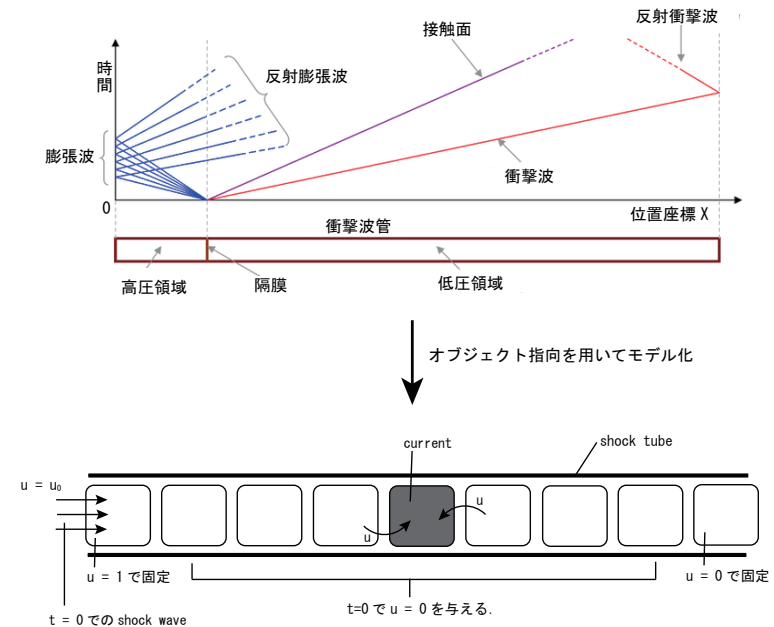 反射衝撃波
接触面
時間
反射膨張波
膨張波
衝撃波
0
位置座標 X
衝撃波管
高圧領域
隔膜
低圧領域
オブジェクト指向を用いてモデル化
current
shock tube
u = u₀
u
u
u = 1 で固定
u = 0 で固定
t=0 で u = 0 を与える.
t = 0 での shock wave